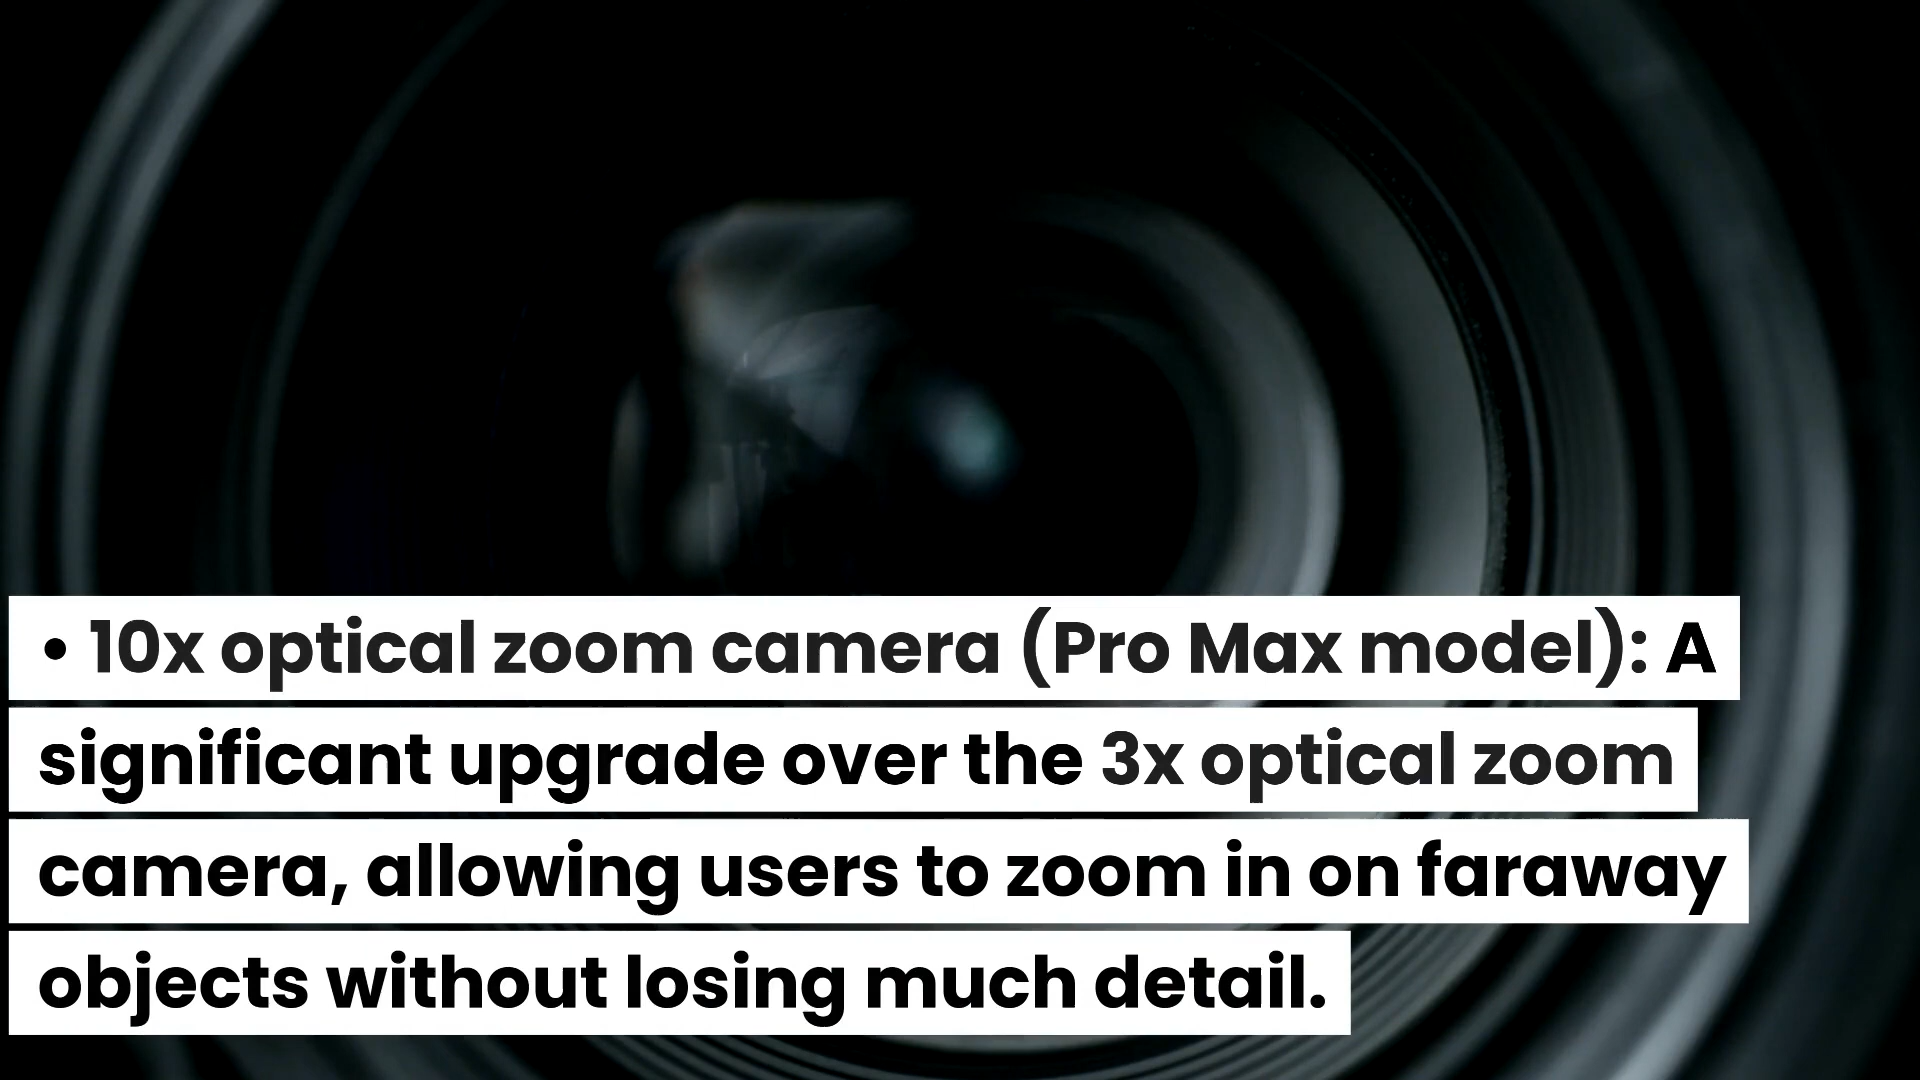 • 10x optical zoom camera (Pro Max model): A
significant upgrade over the 3x optical zoom
camera, allowing users to zoom in on faraway
objects without losing much detail.